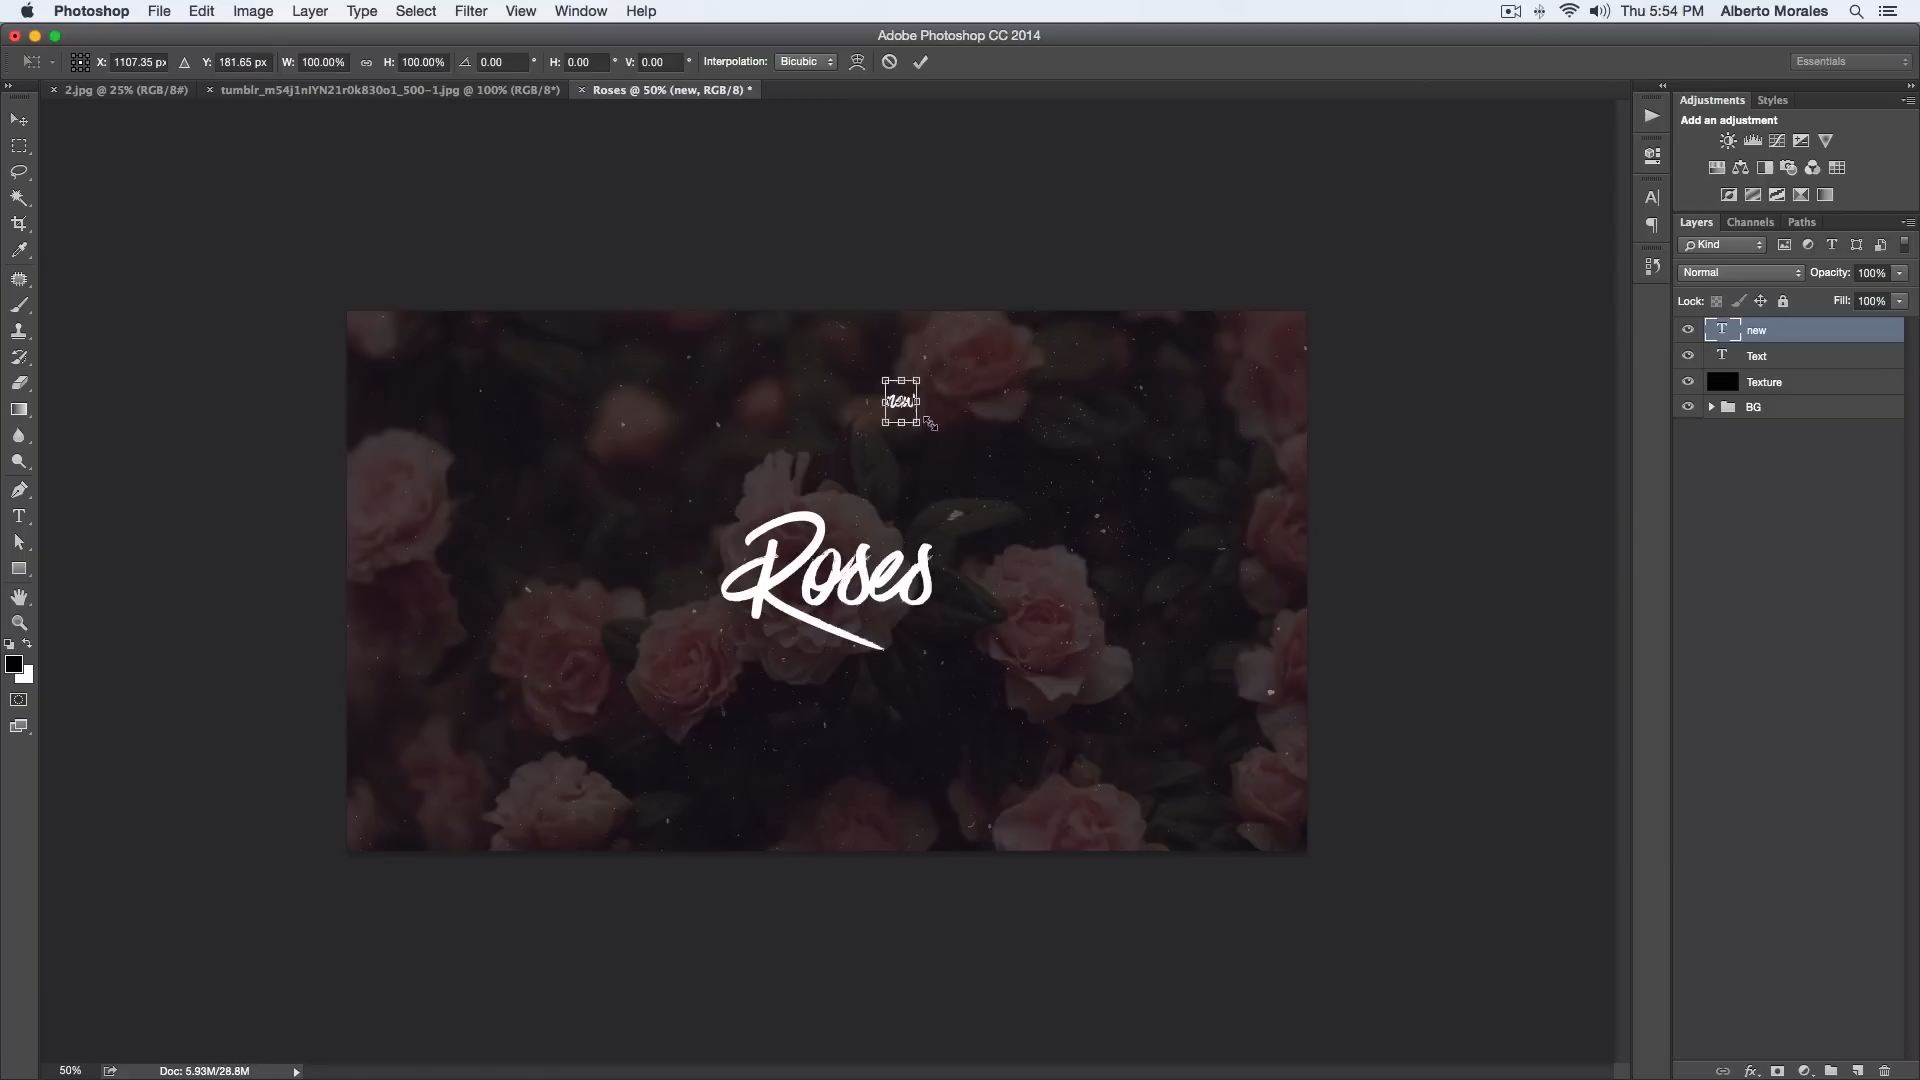 Photoshop File Edit Image Layer Type Select Filter View Window Help Thu 5:54 PM Alberto Morales
Adobe Photoshop CC 2014
X: 1107.35 px Y: 181.65 px W: 100.00% H: 100.00% 0.00 ° H: 0.00 ° V: 0.00 ° Interpolation: Bicubic Essentials
× 2.jpg @ 25% (RGB/8#) × tumblr_m54j1nIYN21r0k830o1_500-1.jpg @ 100% (RGB/8*) × Roses @ 50% (new, RGB/8) *
Adjustments Styles
Add an adjustment
Layers Channels Paths
Kind
Normal Opacity: 100%
Lock: Fill: 100%
T new
T Text
Texture
BG
new
Roses
50% Doc: 5.93M/28.8M